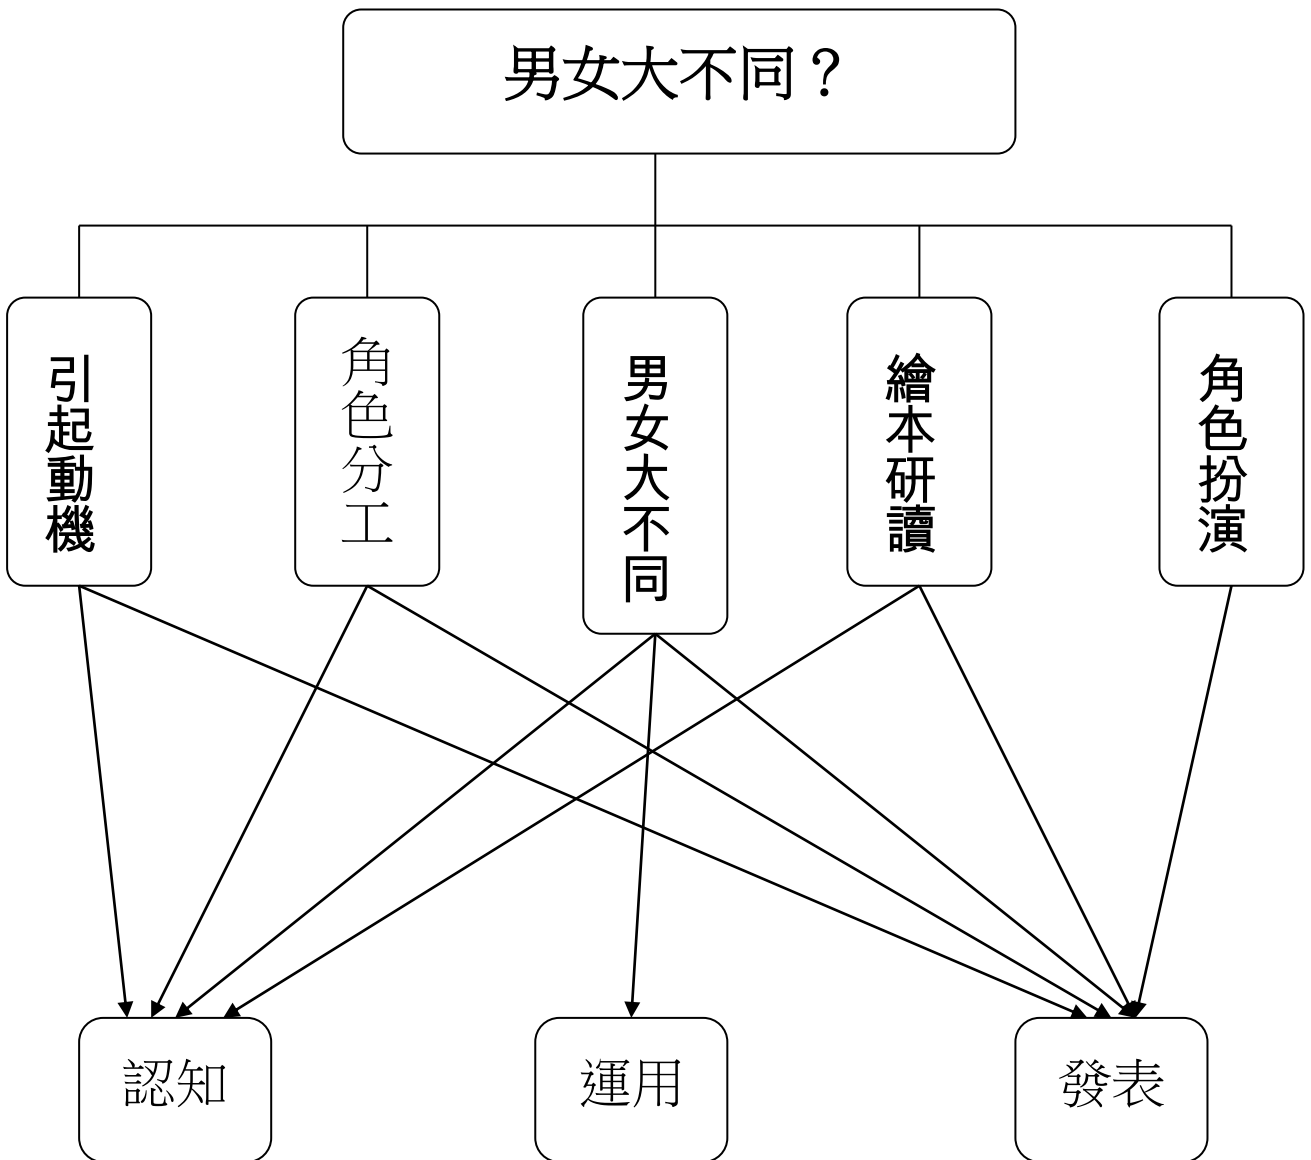 男女大不同？
引起動機
角色分工
男女大不同
繪本研讀
角色扮演
認知
運用
發表